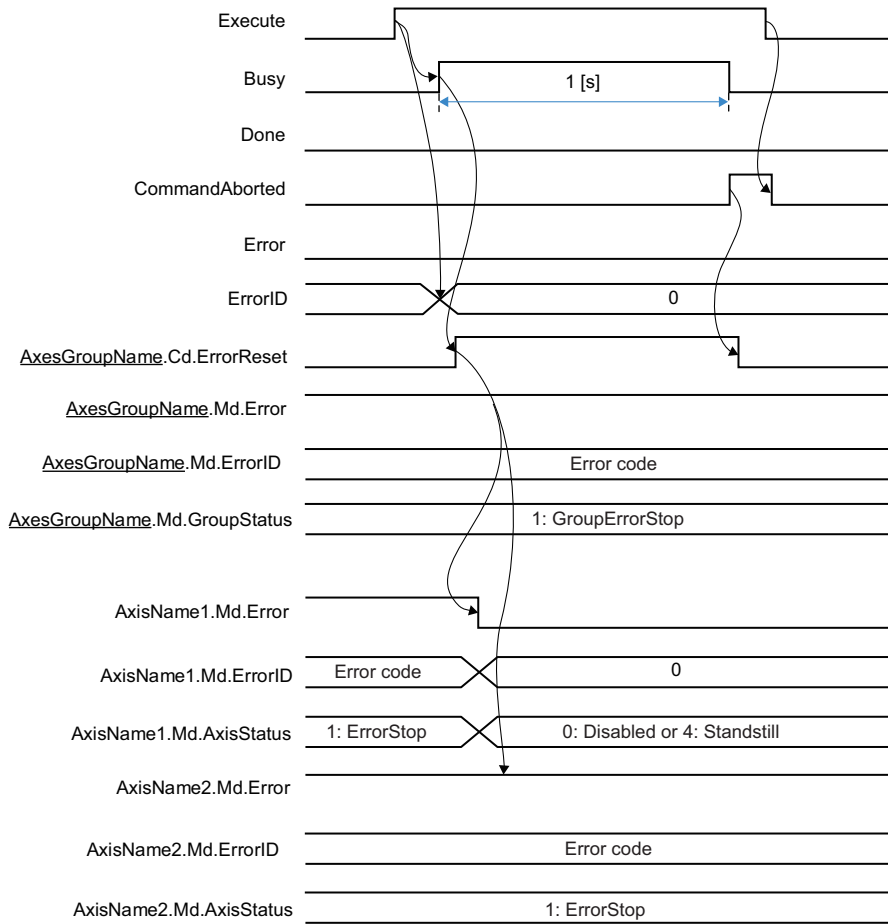 Execute
Busy
1 [s]
Done
CommandAborted
Error
ErrorID
0
AxesGroupName.Cd.ErrorReset
AxesGroupName.Md.Error
AxesGroupName.Md.ErrorID
Error code
AxesGroupName.Md.GroupStatus
1: GroupErrorStop
AxisName1.Md.Error
AxisName1.Md.ErrorID
Error code
0
AxisName1.Md.AxisStatus
1: ErrorStop
0: Disabled or 4: Standstill
AxisName2.Md.Error
AxisName2.Md.ErrorID
Error code
AxisName2.Md.AxisStatus
1: ErrorStop